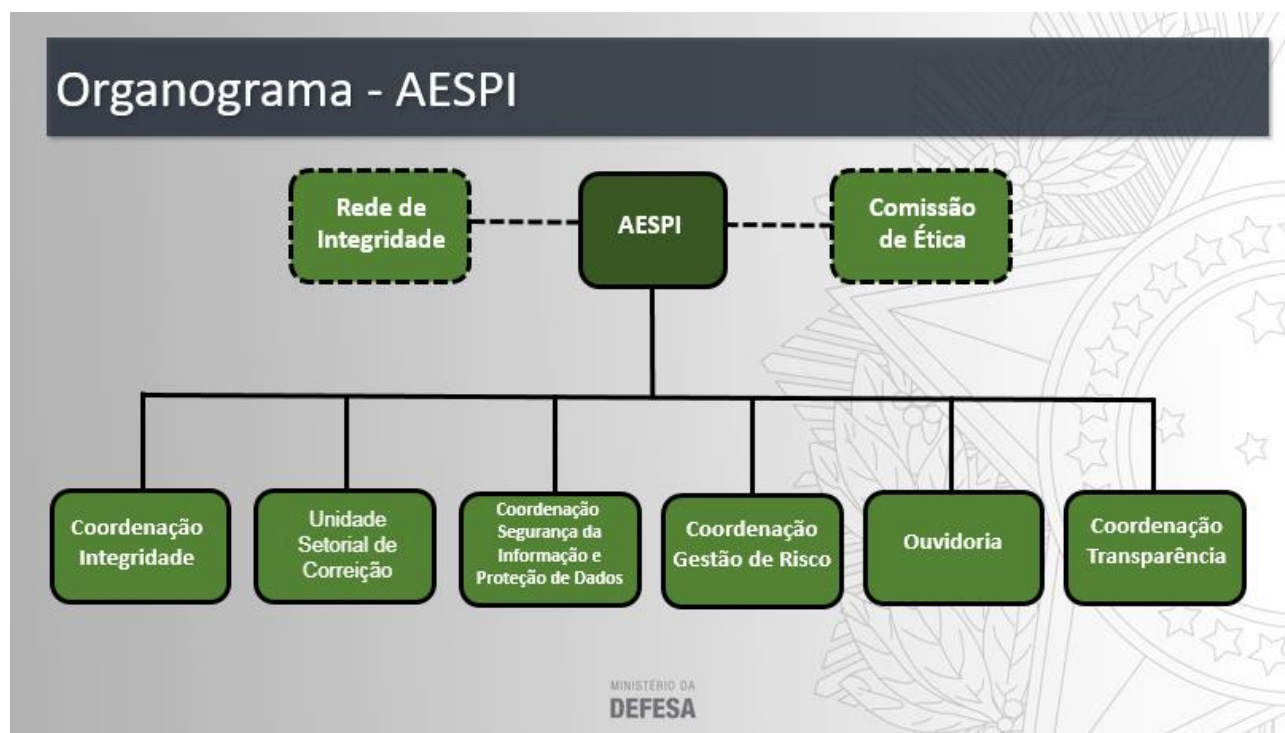 Organograma - AESPI
Rede de
Integridade
AESPI
Comissão
de Ética
Coordenação
Integridade
Unidade
Setorial de
Correição
Coordenação
Segurança da
Informação e
Proteção de Dados
Coordenação
Gestão de Risco
Ouvidoria
Coordenação
Transparência
MINISTÉRIO DA
DEFESA